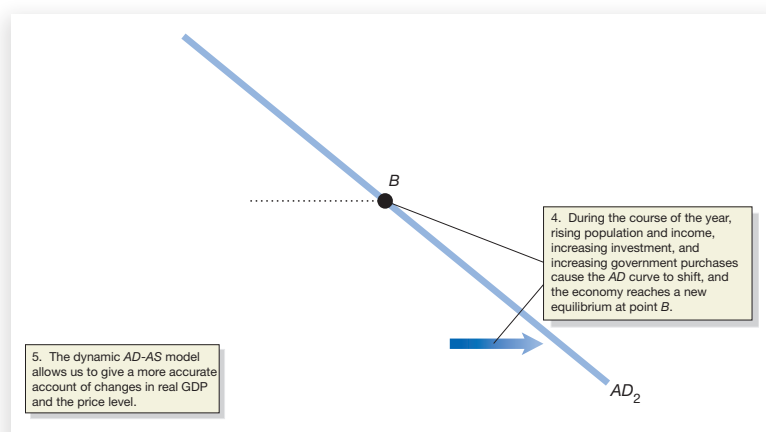 B
4. During the course of the year,
rising population and income,
increasing investment, and
increasing government purchases
cause the AD curve to shift, and
the economy reaches a new
equilibrium at point B.
5. The dynamic AD-AS model
allows us to give a more accurate
account of changes in real GDP
and the price level.
AD2